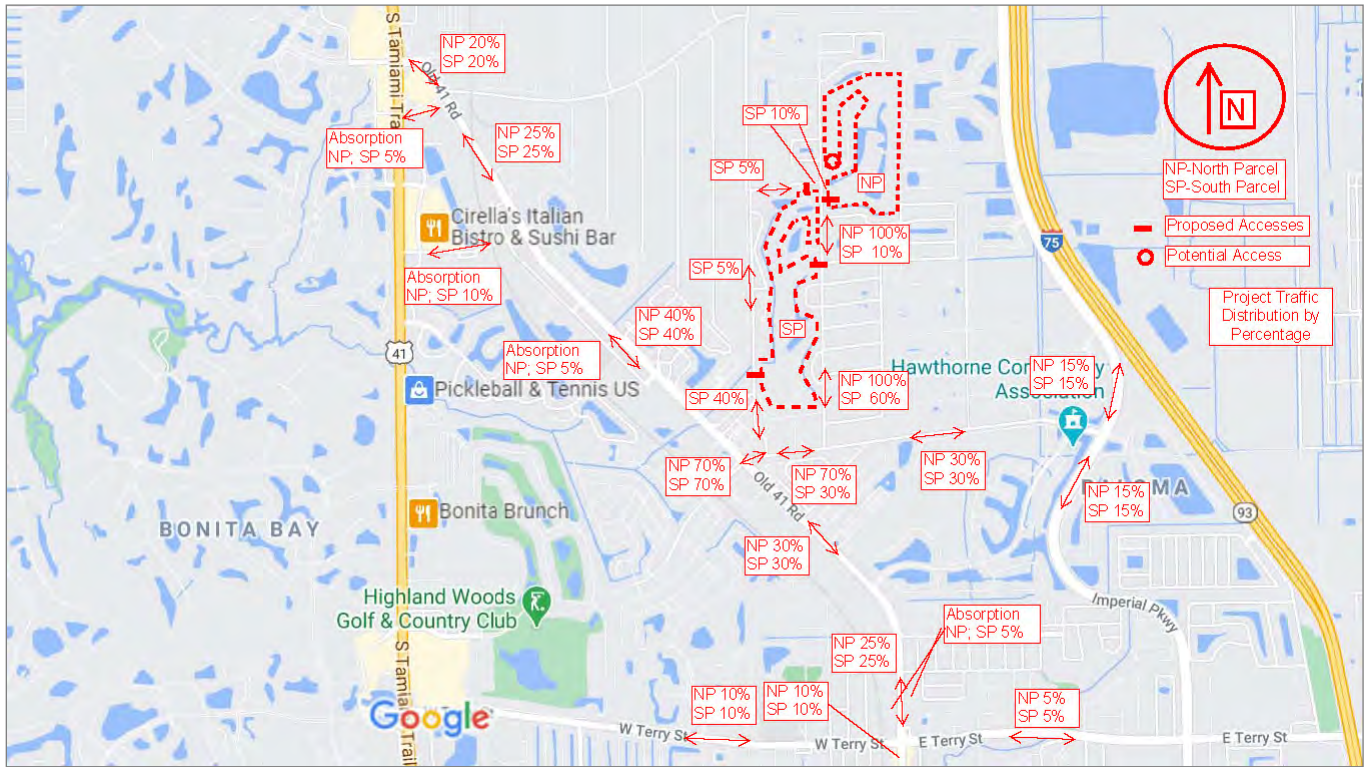 S Tamiami Trail
Old 41 Rd
NP 20%
SP 20%
Absorption
NP; SP 5%
NP 25%
SP 25%
SP 10%
SP 5%
NP
N
NP-North Parcel
SP-South Parcel
Proposed Accesses
Potential Access
Project Traffic
Distribution by
Percentage
75
Cirella's Italian
Bistro & Sushi Bar
NP 100%
SP 10%
Absorption
NP; SP 10%
SP 5%
NP 40%
SP 40%
SP
41
Absorption
NP; SP 5%
Pickleball & Tennis US
Hawthorne Com
y
Association
NP 15%
SP 15%
SP 40%
NP 100%
SP 60%
NP 70%
SP 70%
NP 70%
SP 30%
NP 30%
SP 30%
Old 41 Rd
NP 15%
SP 15%
OMA
93
BONITA BAY
Bonita Brunch
NP 30%
SP 30%
Highland Woods
Golf & Country Club
Imperial Pkwy
Absorption
NP; SP 5%
NP 25%
SP 25%
S Tamiami Trail
Google
NP 10%
SP 10%
NP 10%
SP 10%
NP 5%
SP 5%
W Terry St
W Terry St
E Terry St
E Terry St